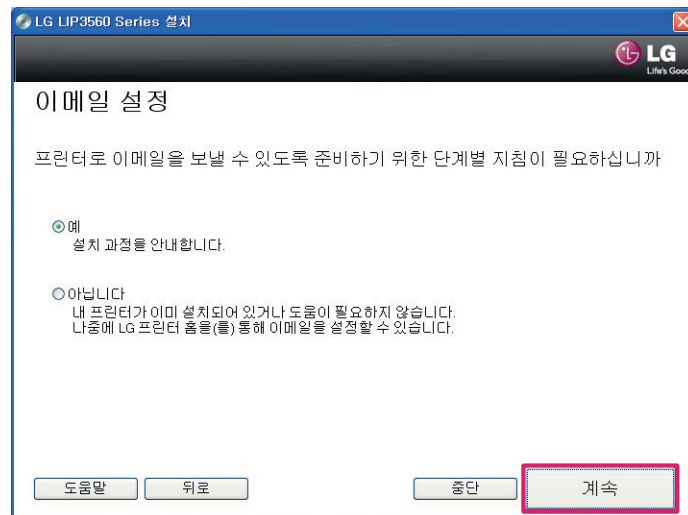 LG LIP3560 Series 설치
LG
Life's Good
이메일 설정
프린터로 이메일을 보낼 수 있도록 준비하기 위한 단계별 지침이 필요하십니까
예
설치 과정을 안내합니다.
아닙니다
내 프린터가 이미 설치되어 있거나 도움이 필요하지 않습니다.
나중에 LG 프린터 홈을(를) 통해 이메일을 설정할 수 있습니다.
도움말 뒤로 중단 계속